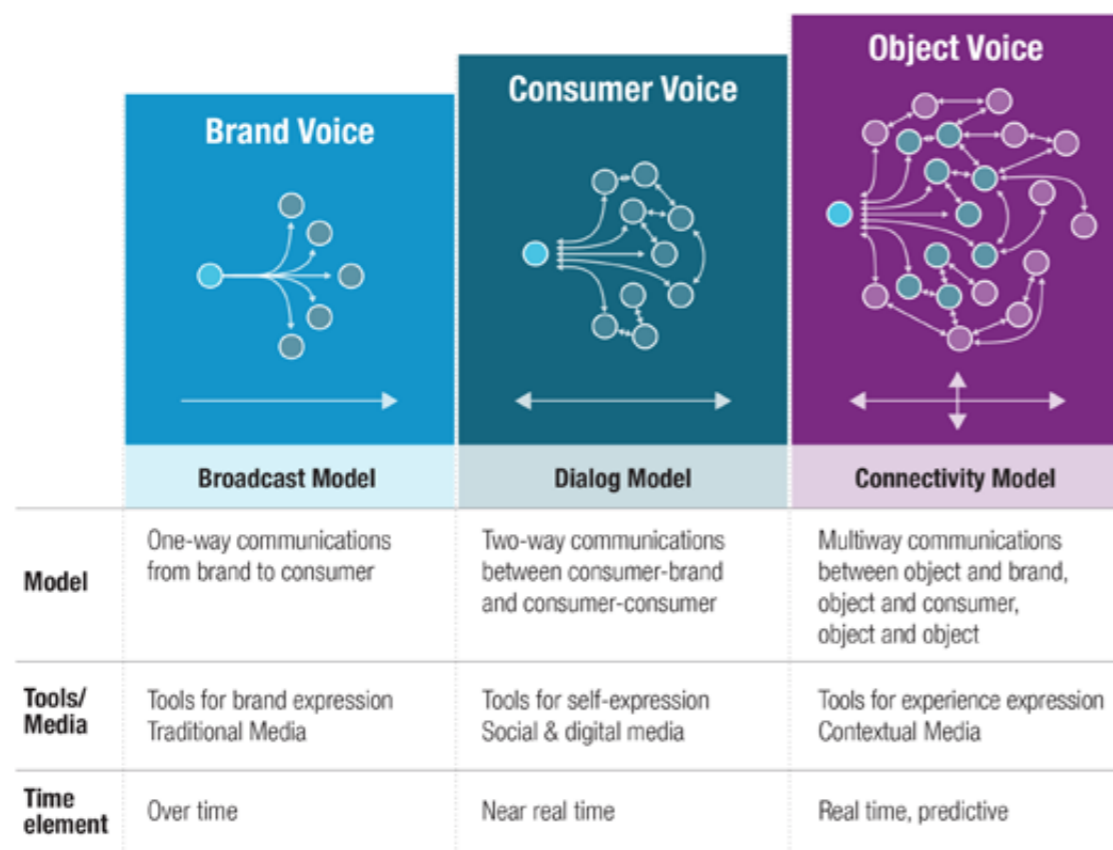 Brand Voice
Consumer Voice
Object Voice
Broadcast Model
Dialog Model
Connectivity Model
Model
One-way communications
from brand to consumer
Two-way communications
between consumer-brand
and consumer-consumer
Multiway communications
between object and brand,
object and consumer,
object and object
Tools/
Media
Tools for brand expression
Traditional Media
Tools for self-expression
Social & digital media
Tools for experience expression
Contextual Media
Time
element
Over time
Near real time
Real time, predictive